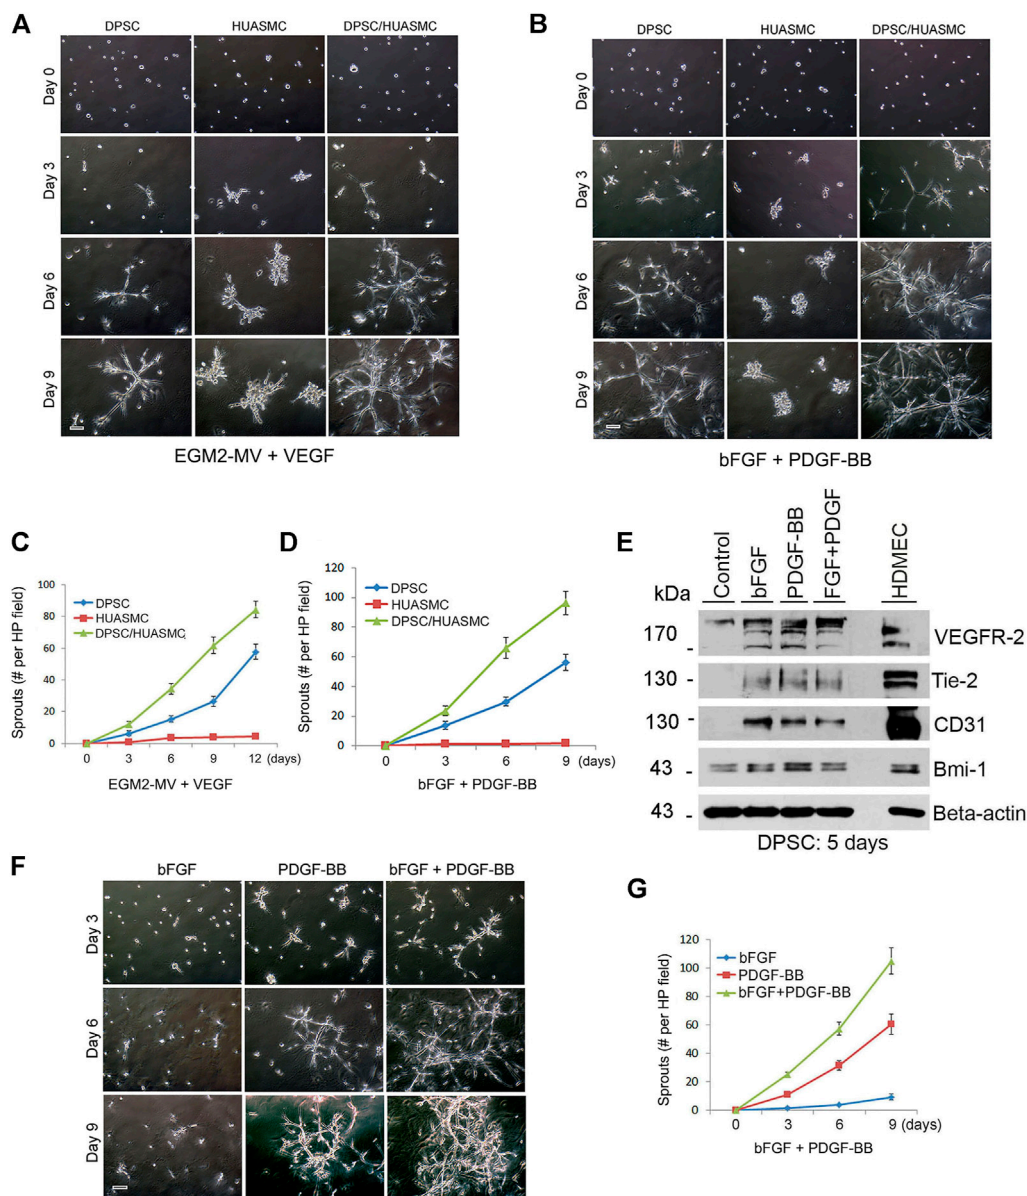 A
DPSC HUASMC DPSC/HUASMC
Day 0
Day 3
Day 6
Day 9
EGM2-MV + VEGF
B
DPSC HUASMC DPSC/HUASMC
Day 0
Day 3
Day 6
Day 9
bFGF + PDGF-BB
C
Sprouts (# per HP field)
100
80
60
40
20
0
DPSC
HUASMC
DPSC/HUASMC
0 3 6 9 12 (days)
EGM2-MV + VEGF
D
Sprouts (# per HP field)
120
100
80
60
40
20
0
DPSC
HUASMC
DPSC/HUASMC
0 3 6 9 (days)
bFGF + PDGF-BB
E
kDa Control bFGF PDGF-BB FGF+PDGF HDMEC
170 - VEGFR-2
130 - Tie-2
130 - CD31
43 - Bmi-1
43 - Beta-actin
DPSC: 5 days
F
bFGF PDGF-BB bFGF + PDGF-BB
Day 3
Day 6
Day 9
G
Sprouts (# per HP field)
120
100
80
60
40
20
0
bFGF
PDGF-BB
bFGF+PDGF-BB
0 3 6 9 (days)
bFGF + PDGF-BB